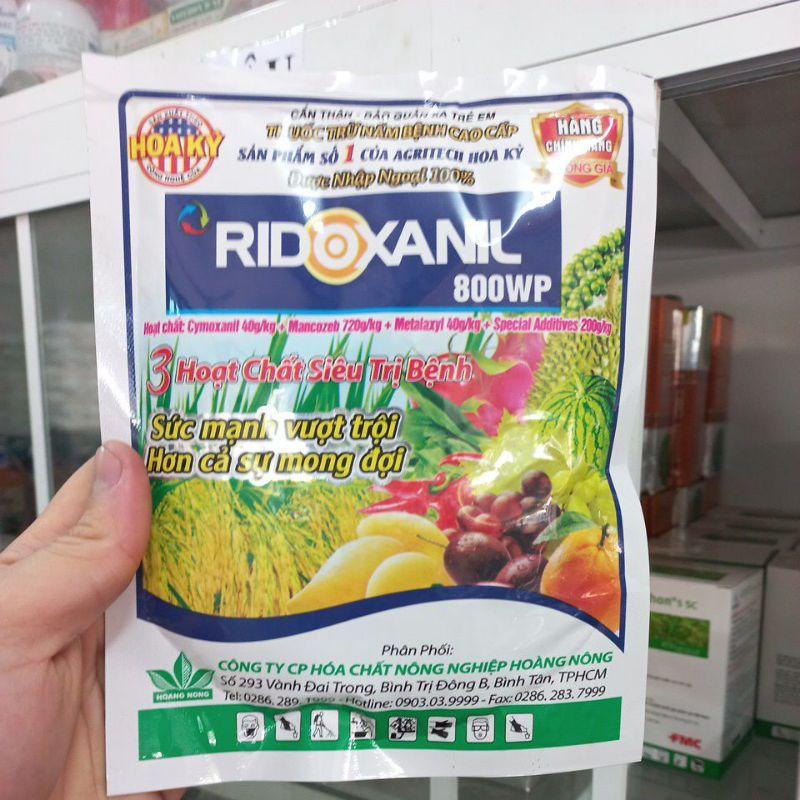 CẨN THẬN - BẢO QUẢN XA TRẺ EM
THUỐC TRỪ NẤM BỆNH CAO CẤP
SẢN PHẨM SỐ 1 CỦA AGRITECH HOA KỲ
Được Nhập Ngoại 100%
HOA KỲ
HÀNG
CHÍNH HÃNG
RIDOXANIL
800WP
Hoạt chất: Cymoxanil 40g/kg + Mancozeb 720g/kg + Metalaxyl 40g/kg + Special Additives 200g/kg
3 Hoạt Chất Siêu Trị Bệnh
Sức mạnh vượt trội
Hơn cả sự mong đợi
Phân Phối:
CÔNG TY CP HÓA CHẤT NÔNG NGHIỆP HOÀNG NÔNG
Số 293 Vành Đai Trong, Bình Trị Đông B, Bình Tân, TPHCM
Tel: 0286. 289. - Hotline: 0903.03.9999 - Fax: 0286. 283. 7999
HOANG NONG
SC
FMC